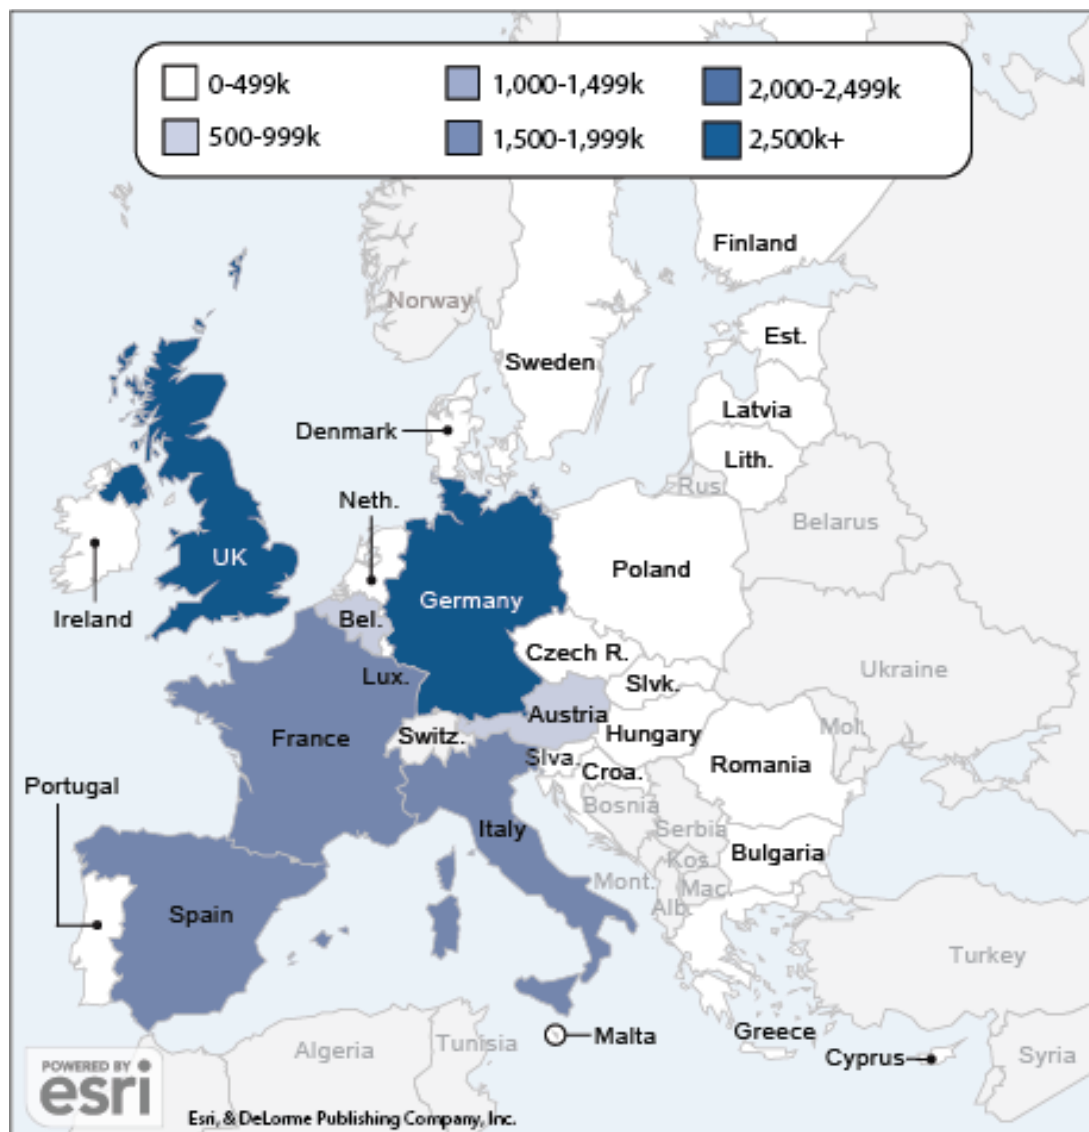 0-499k
1,000-1,499k
2,000-2,499k
500-999k
1,500-1,999k
2,500k+
Finland
Norway
Est.
Sweden
Latvia
Denmark
Lith.
Rus
Neth.
Belarus
UK
Poland
Germany
Ireland
Bel.
Czech R.
Ukraine
Lux.
Slvk.
Austria
Mol.
France
Switz.
Hungary
Slva.
Romania
Croa.
Portugal
Bosnia
Italy
Serbia
Bulgaria
Kos.
Mont.
Mac.
Alb.
Spain
Turkey
Greece
Malta
Tunisia
Algeria
Cyprus
Syria
POWERED BY
esri
Esri, & DeLorme Publishing Company, Inc.